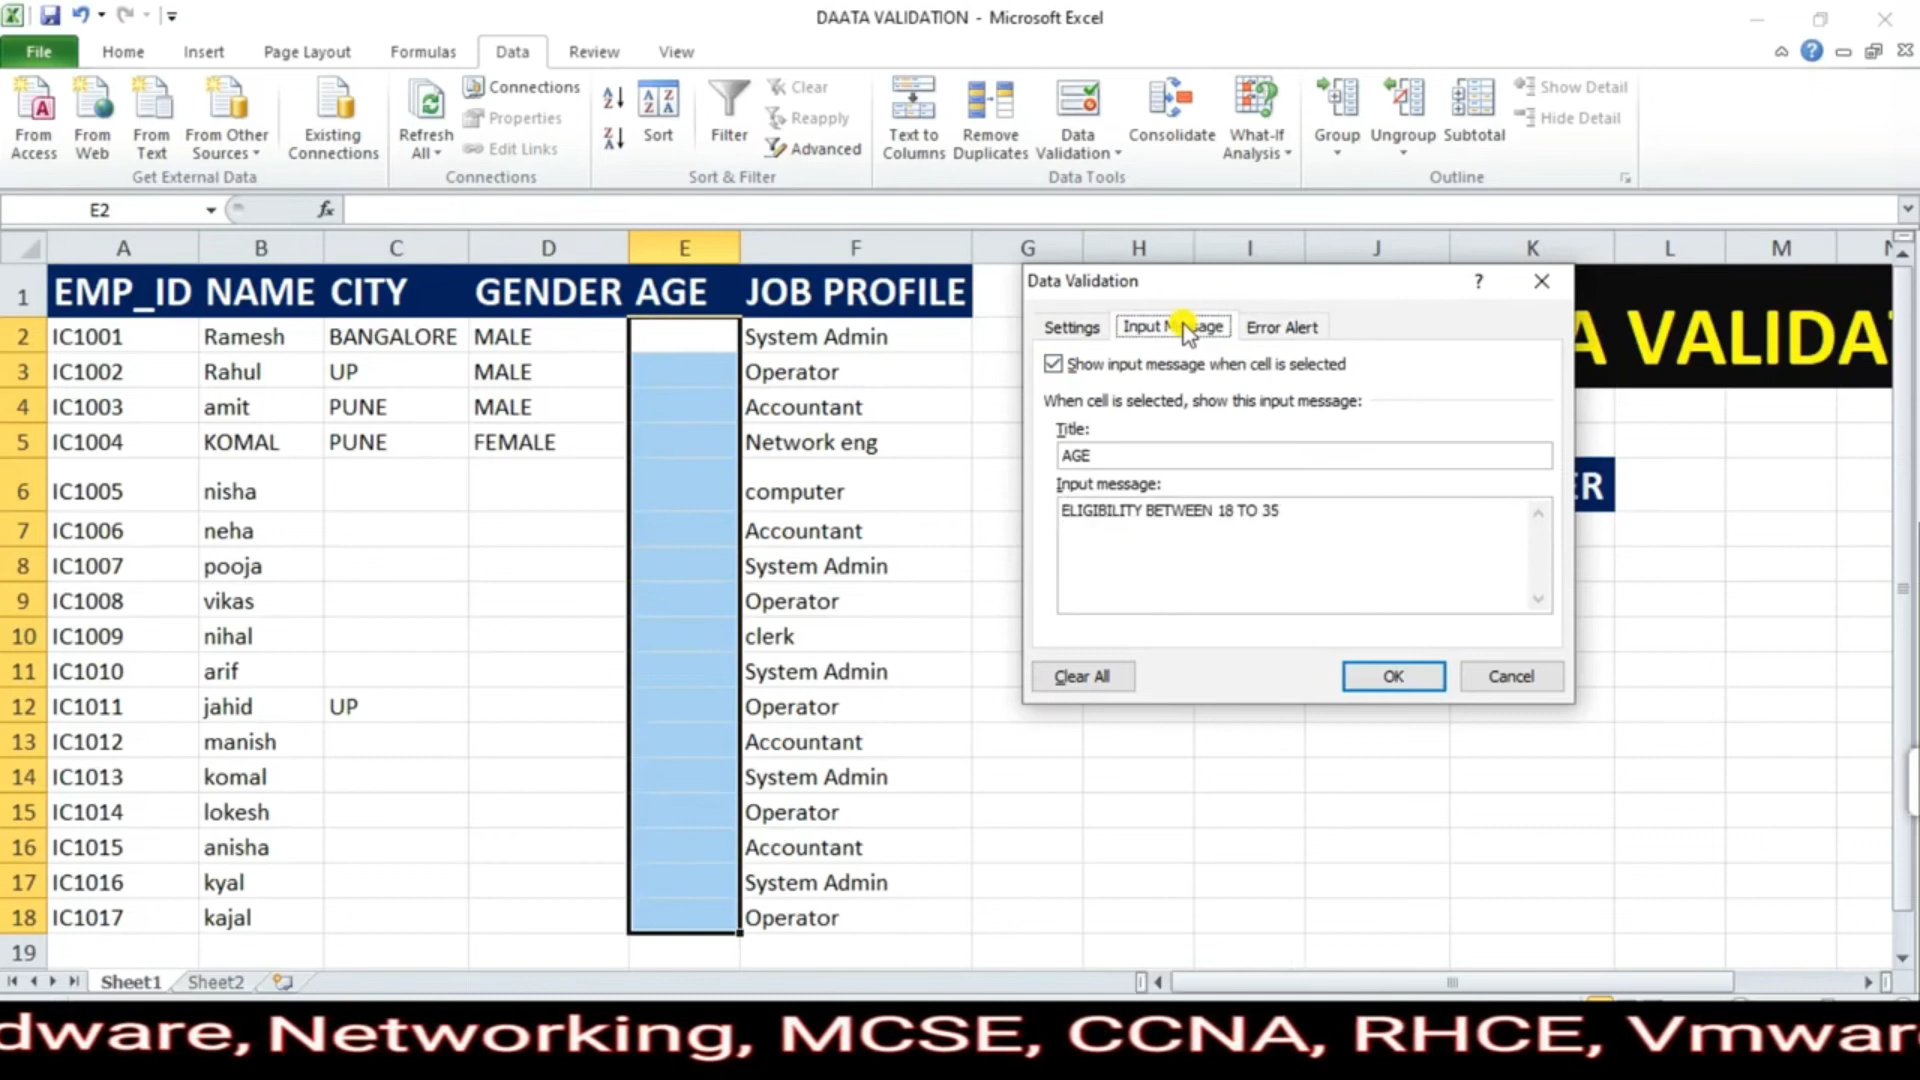 DAATA VALIDATION - Microsoft Excel
File Home Insert Page Layout Formulas Data Review View
From Access
From Web
From Text
From Other Sources
Existing Connections
Refresh All
Connections
Properties
Edit Links
Sort
Filter
Clear
Reapply
Advanced
Text to Columns
Remove Duplicates
Data Validation
Consolidate
What-If Analysis
Group
Ungroup
Subtotal
Show Detail
Hide Detail
Get External Data Connections Sort & Filter Data Tools Outline
E2 fx
A B C D E F G H I J K L M
1 EMP_ID NAME CITY GENDER AGE JOB PROFILE
2 IC1001 Ramesh BANGALORE MALE System Admin
3 IC1002 Rahul UP MALE Operator
4 IC1003 amit PUNE MALE Accountant
5 IC1004 KOMAL PUNE FEMALE Network eng
6 IC1005 nisha computer
7 IC1006 neha Accountant
8 IC1007 pooja System Admin
9 IC1008 vikas Operator
10 IC1009 nihal clerk
11 IC1010 arif System Admin
12 IC1011 jahid UP Operator
13 IC1012 manish Accountant
14 IC1013 komal System Admin
15 IC1014 lokesh Operator
16 IC1015 anisha Accountant
17 IC1016 kyal System Admin
18 IC1017 kajal Operator
19
A VALIDA
ER
Data Validation ?
Settings Input Error Alert
Show input message when cell is selected
When cell is selected, show this input message:
Title:
AGE
Input message:
ELIGIBILITY BETWEEN 18 TO 35
Clear All OK Cancel
Sheet1 Sheet2
dware, Networking, MCSE, CCNA, RHCE, Vmwar